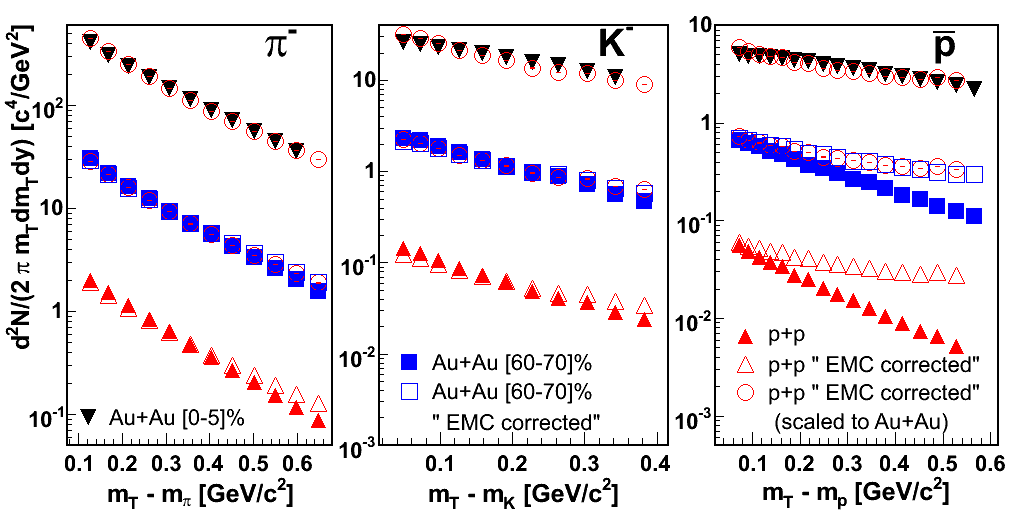 π⁻ K⁻ p̅
d²N/(2 π m_T dm_T dy) [c⁴/GeV²]
10² 10 1 10⁻¹
10 1 10⁻¹ 10⁻² 10⁻³
10 1 10⁻¹ 10⁻² 10⁻³
Au+Au [0-5]%
Au+Au [60-70]%
Au+Au [60-70]%
" EMC corrected"
p+p
p+p " EMC corrected"
p+p " EMC corrected"
(scaled to Au+Au)
0.1 0.2 0.3 0.4 0.5 0.6
0.1 0.2 0.3 0.4
0.1 0.2 0.3 0.4 0.5 0.6
m_T - m_π [GeV/c²]
m_T - m_K [GeV/c²]
m_T - m_p [GeV/c²]